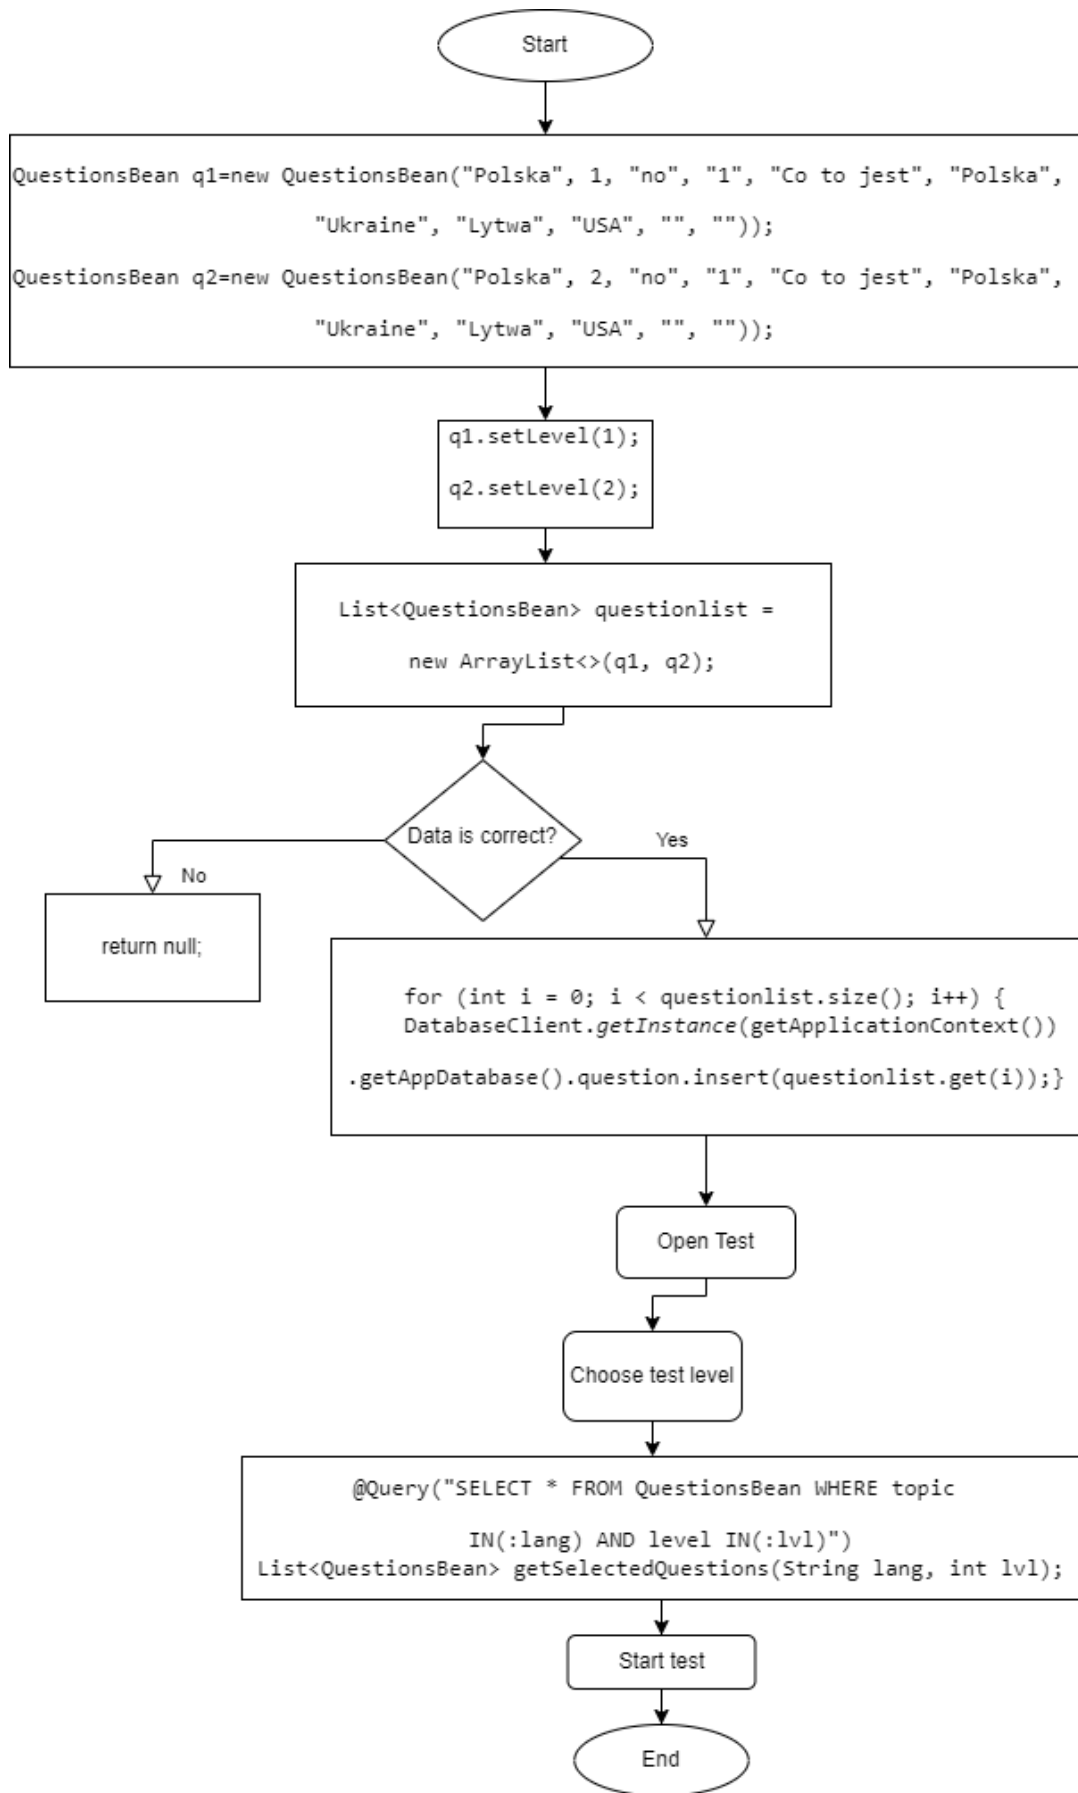 Start
QuestionsBean q1=new QuestionsBean("Polska", 1, "no", "1", "Co to jest", "Polska",
"Ukraine", "Lytwa", "USA", "", ""));
QuestionsBean q2=new QuestionsBean("Polska", 2, "no", "1", "Co to jest", "Polska",
"Ukraine", "Lytwa", "USA", "", ""));
q1.setLevel(1);
q2.setLevel(2);
List<QuestionsBean> questionlist =
new ArrayList<>(q1, q2);
Data is correct?
Yes
No
return null;
for (int i = 0; i < questionlist.size(); i++) {
DatabaseClient.getInstance(getApplicationContext())
.getAppDatabase().question.insert(questionlist.get(i));}
Open Test
Choose test level
@Query("SELECT * FROM QuestionsBean WHERE topic
IN(:lang) AND level IN(:lvl)")
List<QuestionsBean> getSelectedQuestions(String lang, int lvl);
Start test
End